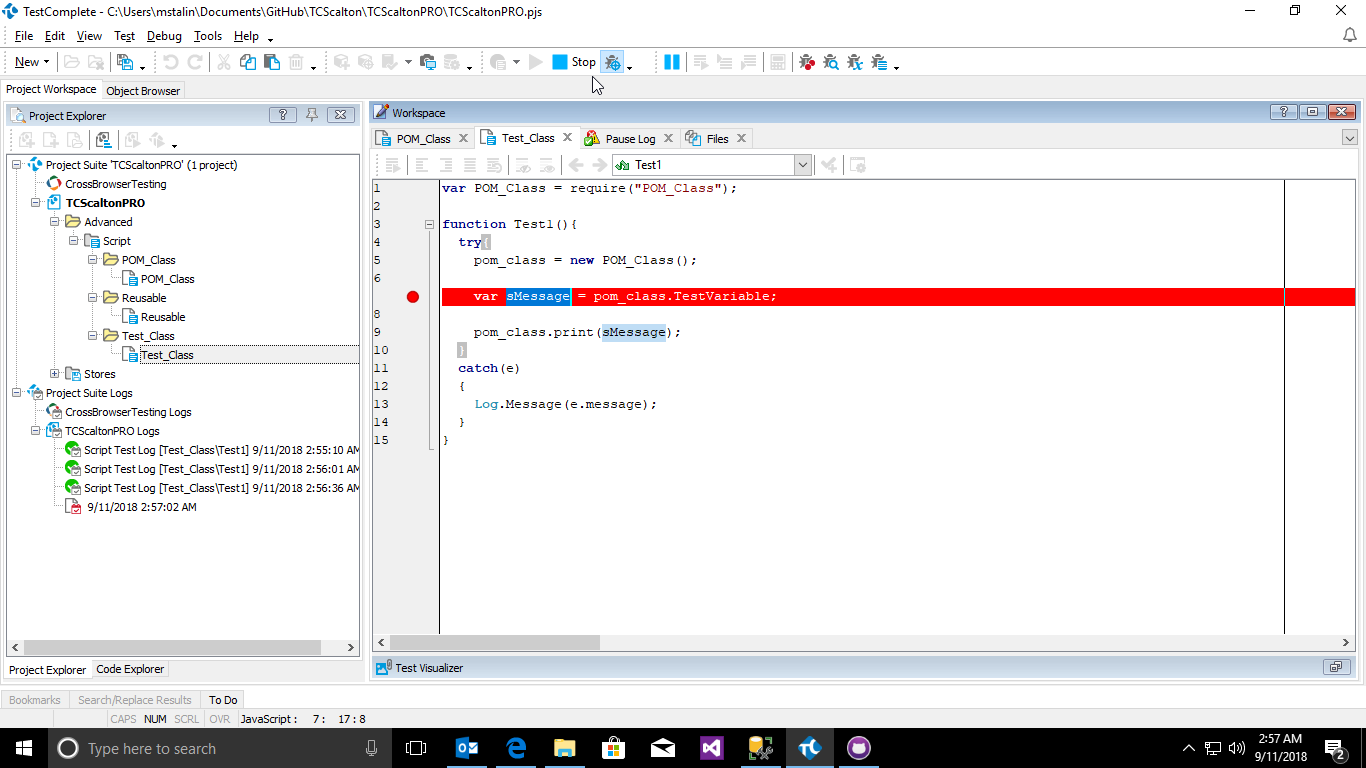 TestComplete - C:\Users\mstalin\Documents\GitHub\TCScalton\TCScaltonPRO\TCScaltonPRO.pjs
File Edit View Test Debug Tools Help
New Stop
Project Workspace Object Browser
Project Explorer
Project Suite 'TCScaltonPRO' (1 project)
CrossBrowserTesting
TCScaltonPRO
Advanced
Script
POM_Class
POM_Class
Reusable
Reusable
Test_Class
Test_Class
Stores
Project Suite Logs
CrossBrowserTesting Logs
TCScaltonPRO Logs
Script Test Log [Test_Class\Test1] 9/11/2018 2:55:10 AM
Script Test Log [Test_Class\Test1] 9/11/2018 2:56:01 AM
Script Test Log [Test_Class\Test1] 9/11/2018 2:56:36 AM
9/11/2018 2:57:02 AM
Project Explorer Code Explorer
Workspace
POM_Class Test_Class Pause Log Files
Test1
1 var POM_Class = require("POM_Class");
2
3 function Test1(){
4 try{
5 pom_class = new POM_Class();
6
var sMessage = pom_class.TestVariable;
8
9 pom_class.print(sMessage);
10 }
11 catch(e)
12 {
13 Log.Message(e.message);
14 }
15 }
Test Visualizer
Bookmarks Search/Replace Results To Do
CAPS NUM SCRL OVR JavaScript : 7 : 17 : 8
Type here to search
2:57 AM
9/11/2018
2